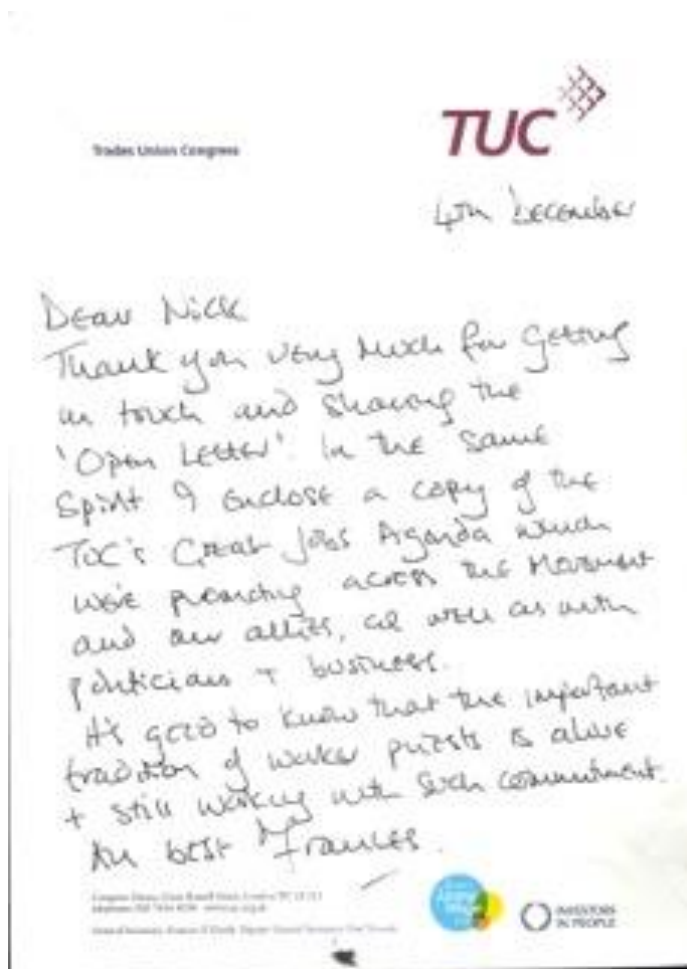 Trades Union Congress
TUC
4th December
Dear Nick
Thank you very much for getting
in touch and sharing the
'Open Letter'. In the same
Spirit I enclose a copy of the
TUC's Great Jobs Agenda which
we're promoting across the Movement
and our allies, as well as with
politicians + business.
It's good to know that the important
tradition of worker priests is alive
+ still working with such commitment.
All best Frances.
INVESTORS
IN PEOPLE